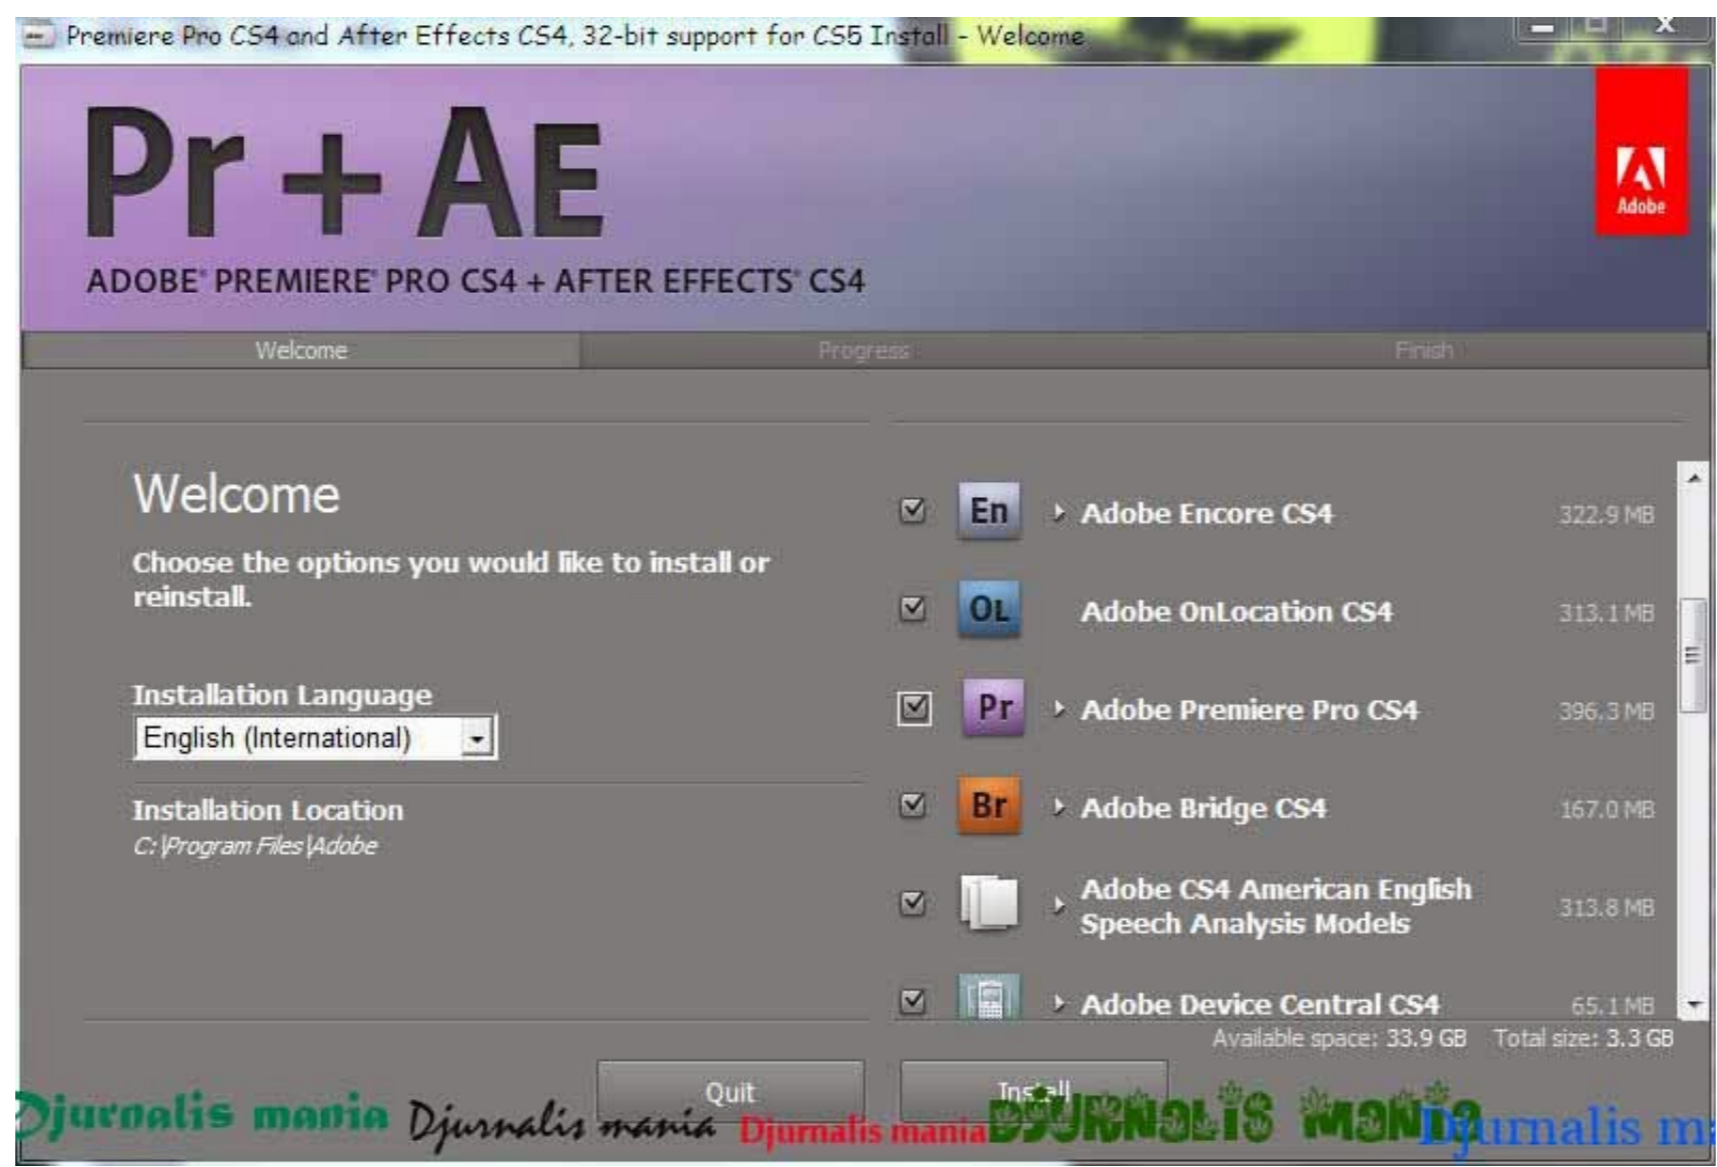 Premiere Pro CS4 and After Effects CS4, 32-bit support for CS5 Install - Welcome
Pr + AE
Adobe
ADOBE® PREMIERE® PRO CS4 + AFTER EFFECTS® CS4
Welcome Progress Finish
Welcome
Choose the options you would like to install or
reinstall.
Installation Language
English (International)
Installation Location
C:\Program Files\Adobe
En Adobe Encore CS4 322.9 MB
OL Adobe OnLocation CS4 313.1 MB
Pr Adobe Premiere Pro CS4 396.3 MB
Br Adobe Bridge CS4 167.0 MB
Adobe CS4 American English
Speech Analysis Models 313.8 MB
Adobe Device Central CS4 65.1 MB
Available space: 33.9 GB Total size: 3.3 GB
Quit Install
Djurnalis mania Djurnalis mania Djurnalis mania DJURNALIS MANIA Djurnalis m